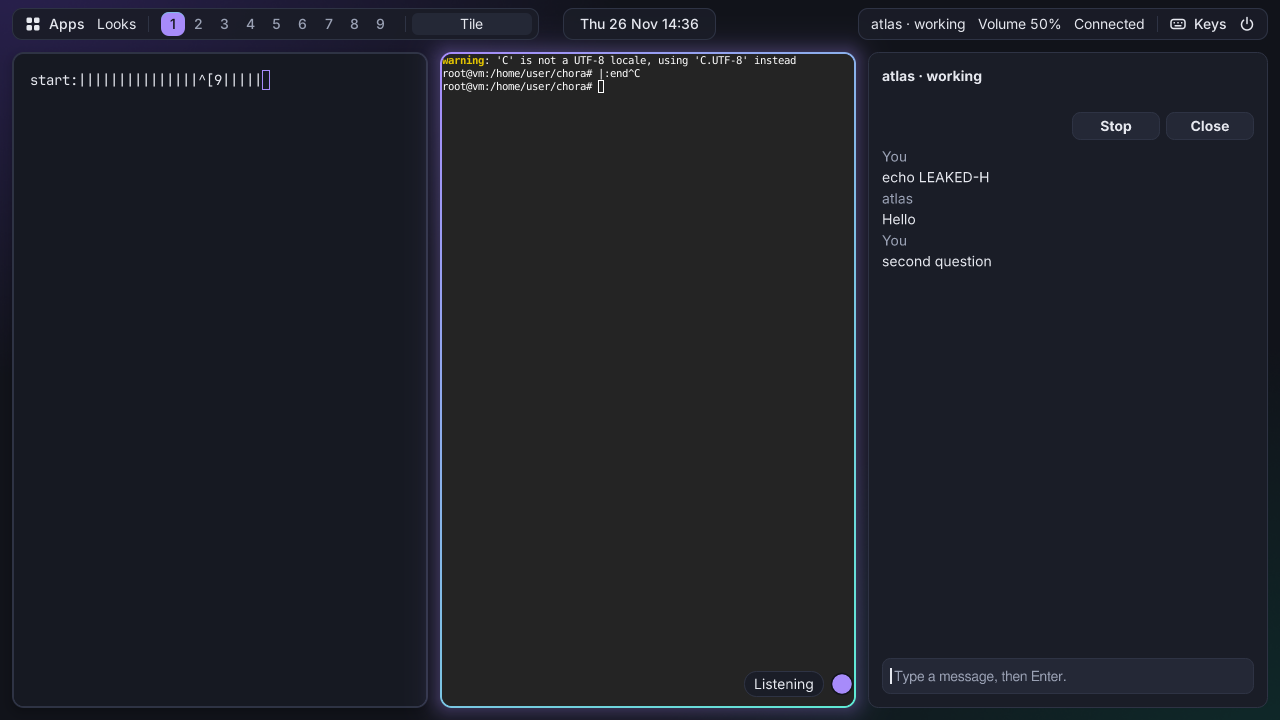 Apps Looks 1 2 3 4 5 6 7 8 9 Tile Thu 26 Nov 14:36 atlas · working Volume 50% Connected Keys
start:|||||||||||||||^[9|||||
warning: 'C' is not a UTF-8 locale, using 'C.UTF-8' instead
root@vm:/home/user/chora# |:end^C
root@vm:/home/user/chora#
Listening
atlas · working
Stop Close
You
echo LEAKED-H
atlas
Hello
You
second question
Type a message, then Enter.